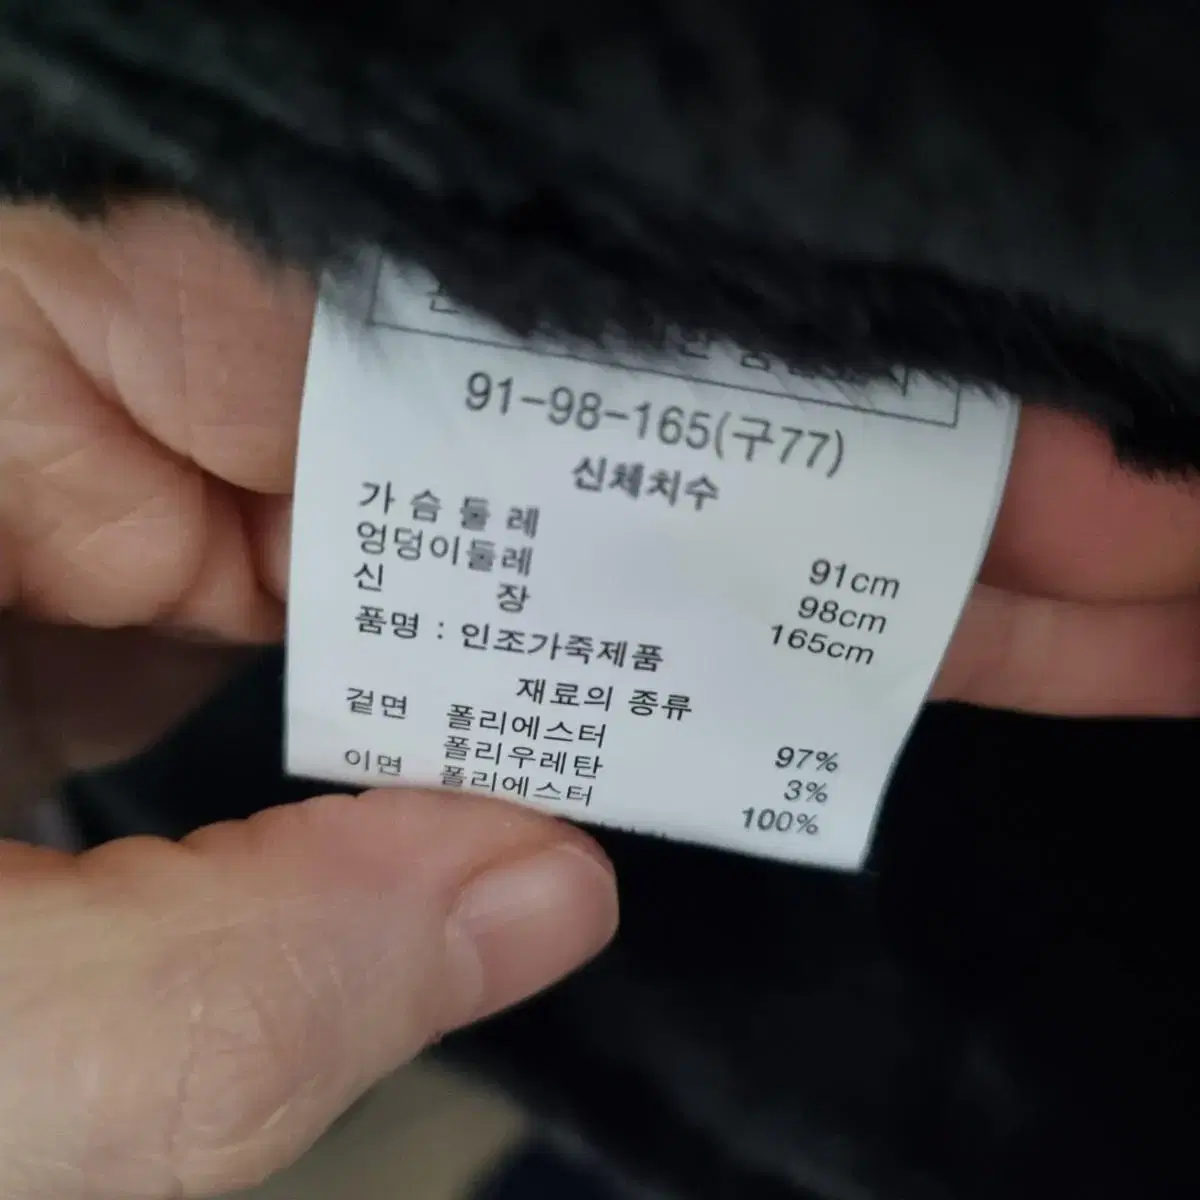 91-98-165(구77)
신체치수
가 슴 둘 레 91cm
엉덩이둘레 98cm
신 장 165cm
품명 : 인조가죽제품
재료의 종류
겉면 폴리에스터 97%
폴리우레탄 3%
이면 폴리에스터 100%